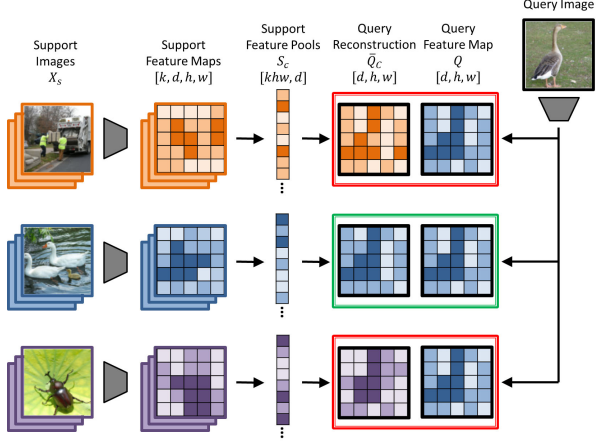 Query Image
Support
Images
X_s
Support
Feature Maps
[k, d, h, w]
Support
Feature Pools
S_c
[khw, d]
Query
Reconstruction
Q̄_C
[d, h, w]
Query
Feature Map
Q
[d, h, w]